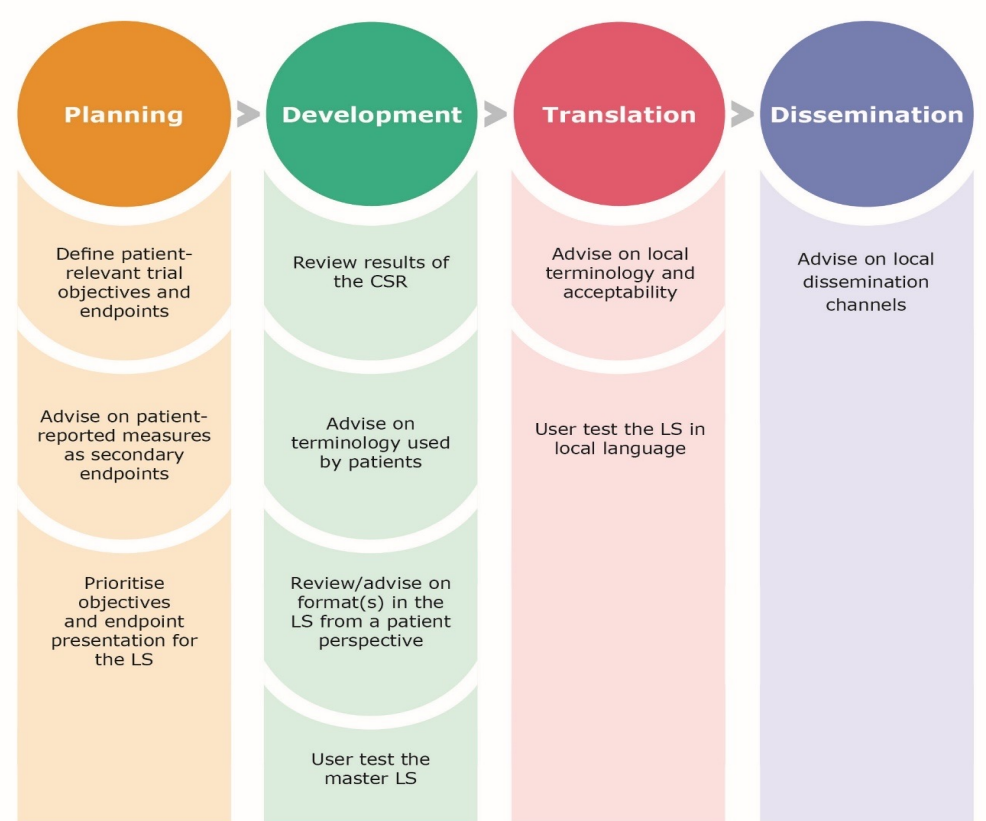 Planning
Development
Translation
Dissemination
Define patient-
relevant trial
objectives and
endpoints
Advise on patient-
reported measures
as secondary
endpoints
Prioritise
objectives
and endpoint
presentation for
the LS
Review results of
the CSR
Advise on
terminology used
by patients
Review/advise on
format(s) in the
LS from a patient
perspective
User test the
master LS
Advise on local
terminology and
acceptability
User test the LS in
local language
Advise on local
dissemination
channels